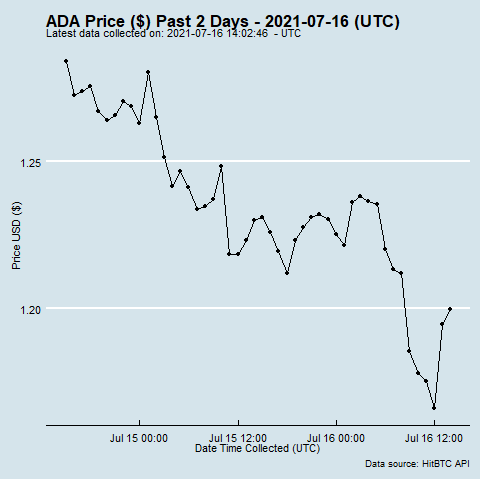 ADA Price ($) Past 2 Days - 2021-07-16 (UTC)
Latest data collected on: 2021-07-16 14:02:46 - UTC
1.25
Price USD ($)
1.20
Jul 15 00:00 Jul 15 12:00 Jul 16 00:00 Jul 16 12:00
Date Time Collected (UTC)
Data source: HitBTC API